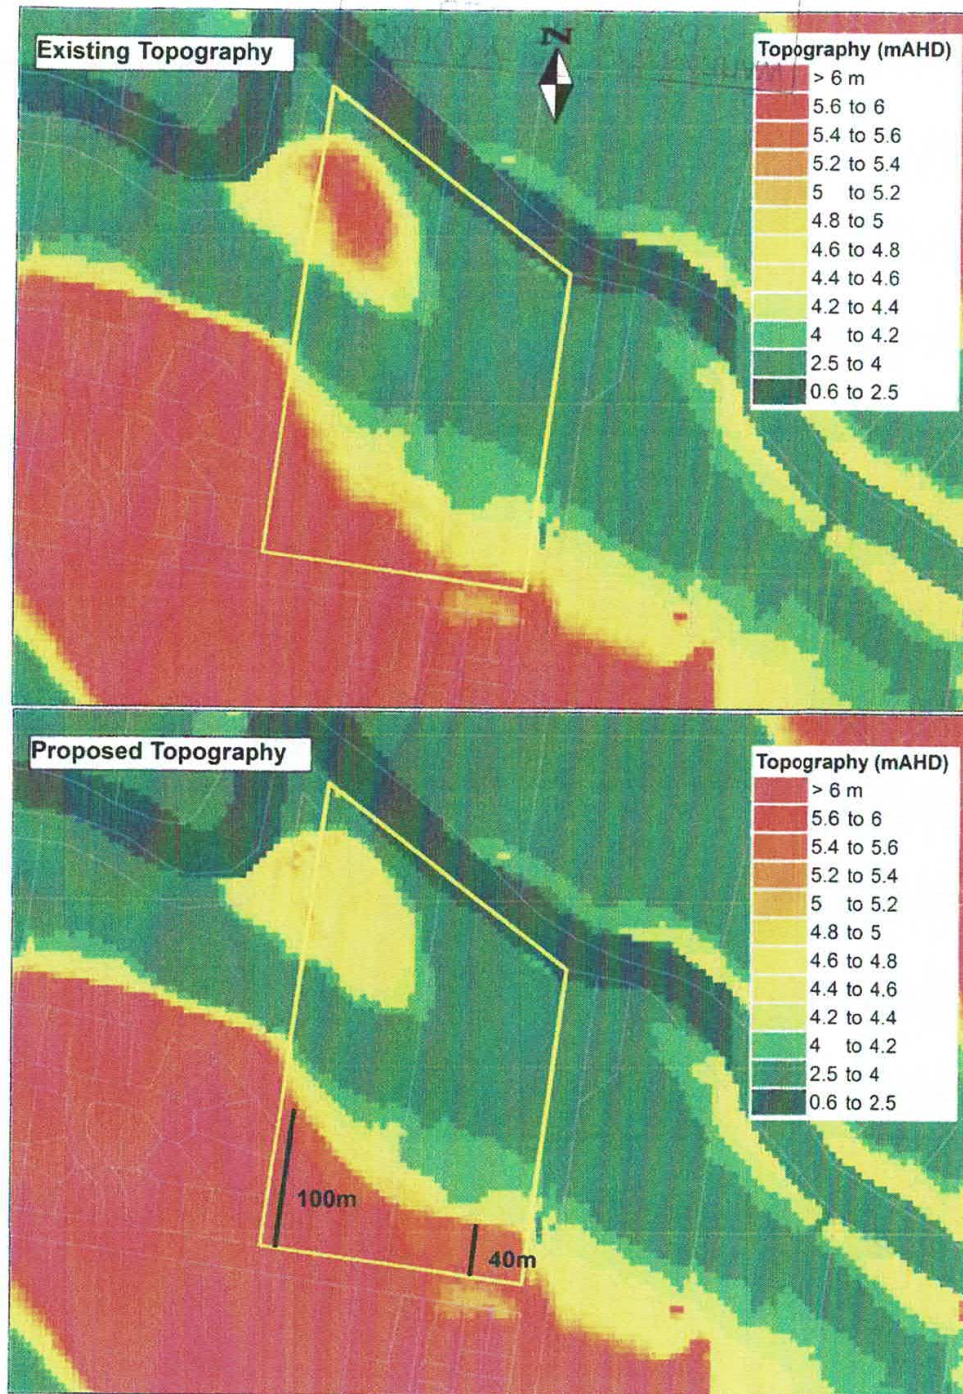 Existing Topography
N
Topography (mAHD)
> 6 m
5.6 to 6
5.4 to 5.6
5.2 to 5.4
5 to 5.2
4.8 to 5
4.6 to 4.8
4.4 to 4.6
4.2 to 4.4
4 to 4.2
2.5 to 4
0.6 to 2.5
Proposed Topography
Topography (mAHD)
> 6 m
5.6 to 6
5.4 to 5.6
5.2 to 5.4
5 to 5.2
4.8 to 5
4.6 to 4.8
4.4 to 4.6
4.2 to 4.4
4 to 4.2
2.5 to 4
0.6 to 2.5
100m
40m